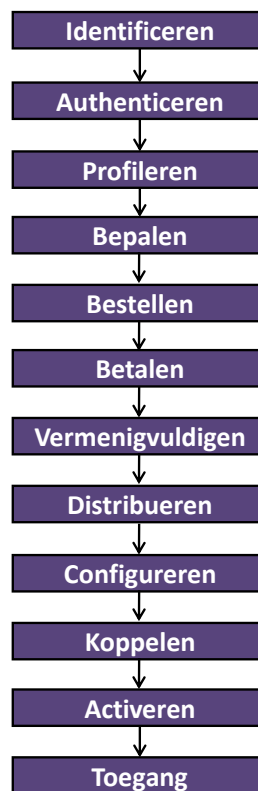 Identificeren
Authenticeren
Profileren
Bepalen
Bestellen
Betalen
Vermenigvuldigen
Distribueren
Configureren
Koppelen
Activeren
Toegang